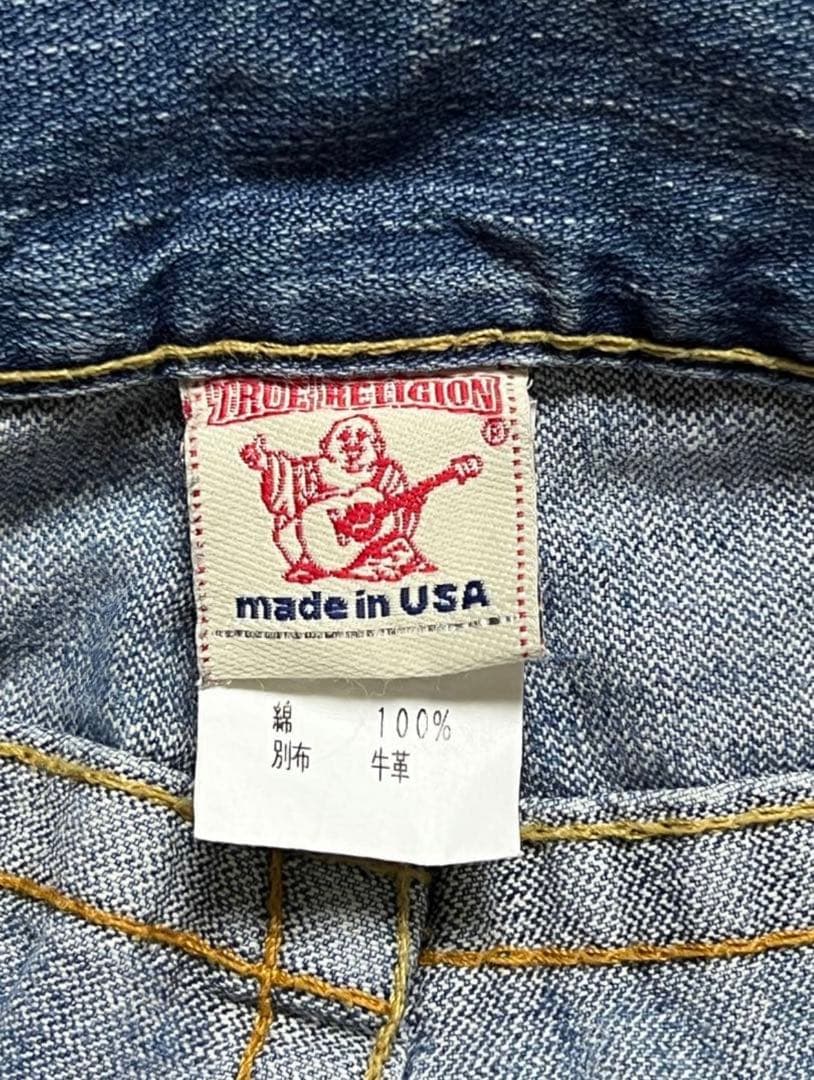 TRUE RELIGION
®
made in USA
綿 100%
別布 牛革